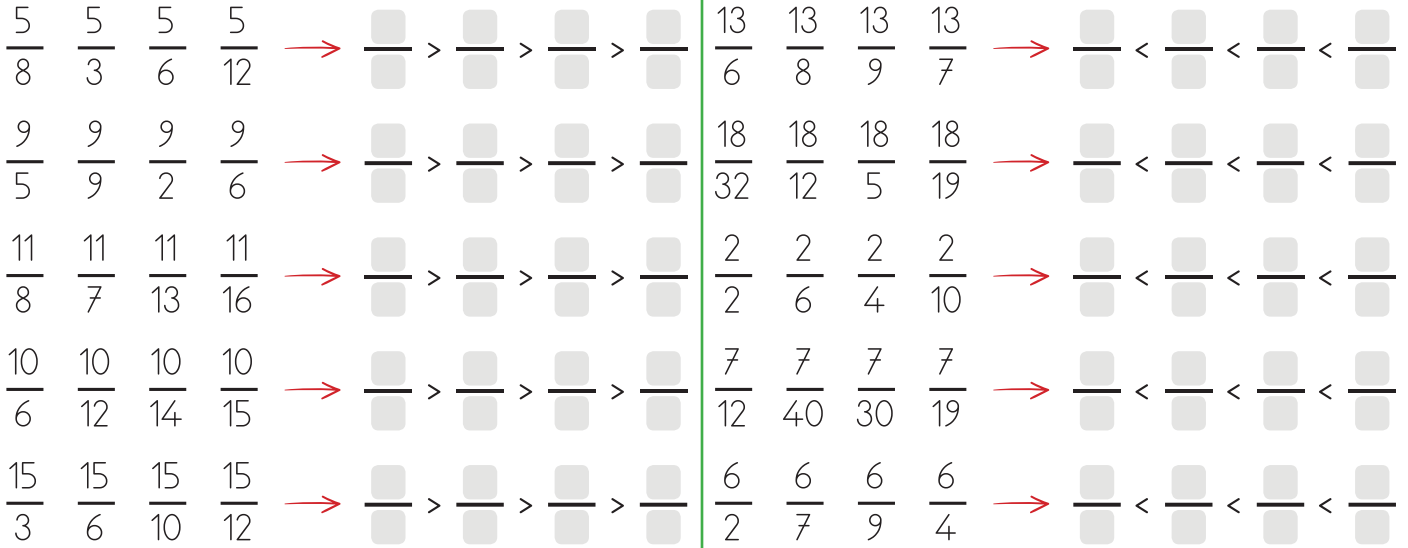 5/8 5/3 5/6 5/12 → > > >
9/5 9/9 9/2 9/6 → > > >
11/8 11/7 11/13 11/16 → > > >
10/6 10/12 10/14 10/15 → > > >
15/3 15/6 15/10 15/12 → > > >
13/6 13/8 13/9 13/7 → < < <
18/32 18/12 18/5 18/19 → < < <
2/2 2/6 2/4 2/10 → < < <
7/12 7/40 7/30 7/19 → < < <
6/2 6/7 6/9 6/4 → < < <